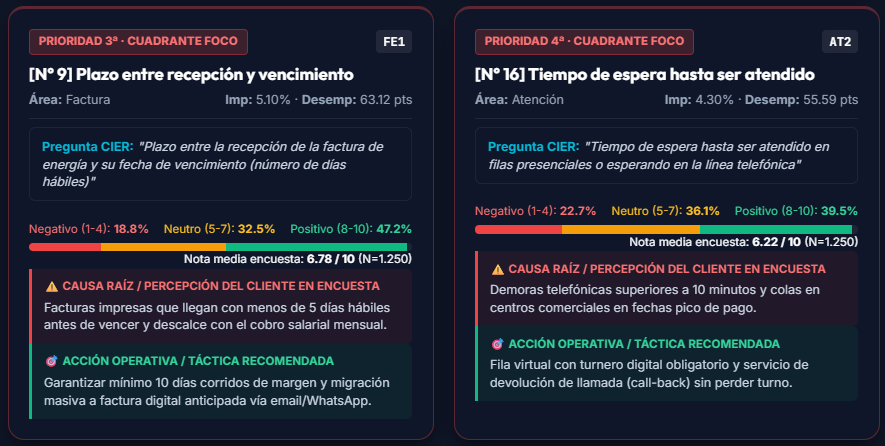 PRIORIDAD 3ª · CUADRANTE FOCO
FE1
[Nº 9] Plazo entre recepción y vencimiento
Área: Factura
Imp: 5.10% · Desemp: 63.12 pts
Pregunta CIER: "Plazo entre la recepción de la factura de
energía y su fecha de vencimiento (número de días
hábiles)"
Negativo (1-4): 18.8%
Neutro (5-7): 32.5%
Positivo (8-10): 47.2%
Nota media encuesta: 6.78 / 10 (N=1.250)
⚠️ CAUSA RAÍZ / PERCEPCIÓN DEL CLIENTE EN ENCUESTA
Facturas impresas que llegan con menos de 5 días hábiles
antes de vencer y descalce con el cobro salarial mensual.
🎯 ACCIÓN OPERATIVA / TÁCTICA RECOMENDADA
Garantizar mínimo 10 días corridos de margen y migración
masiva a factura digital anticipada vía email/WhatsApp.
PRIORIDAD 4ª · CUADRANTE FOCO
AT2
[Nº 16] Tiempo de espera hasta ser atendido
Área: Atención
Imp: 4.30% · Desemp: 55.59 pts
Pregunta CIER: "Tiempo de espera hasta ser atendido en
filas presenciales o esperando en la línea telefónica"
Negativo (1-4): 22.7%
Neutro (5-7): 36.1%
Positivo (8-10): 39.5%
Nota media encuesta: 6.22 / 10 (N=1.250)
⚠️ CAUSA RAÍZ / PERCEPCIÓN DEL CLIENTE EN ENCUESTA
Demoras telefónicas superiores a 10 minutos y colas en
centros comerciales en fechas pico de pago.
🎯 ACCIÓN OPERATIVA / TÁCTICA RECOMENDADA
Fila virtual con turnero digital obligatorio y servicio de
devolución de llamada (call-back) sin perder turno.